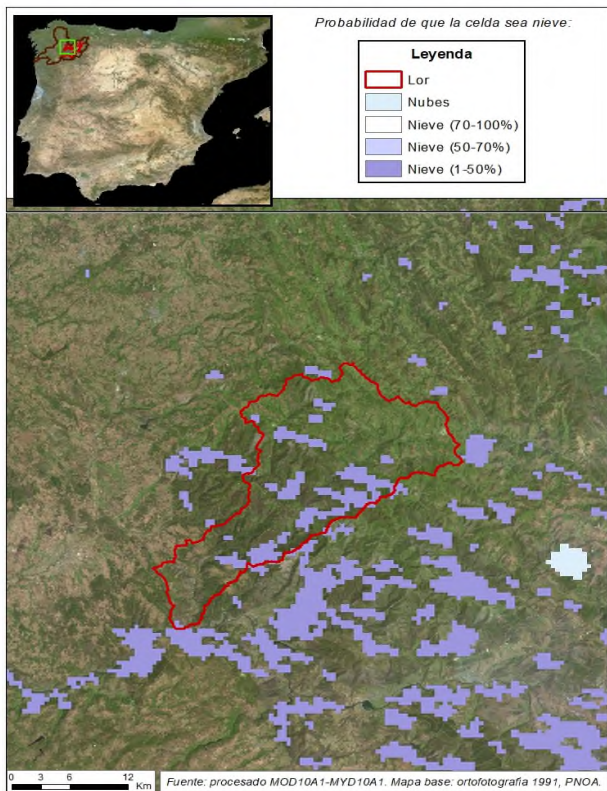 Probabilidad de que la celda sea nieve:
Leyenda
Lor
Nubes
Nieve (70-100%)
Nieve (50-70%)
Nieve (1-50%)
0 3 6 12
Km
Fuente: procesado MOD10A1-MYD10A1. Mapa base: ortofotografia 1991, PNOA.